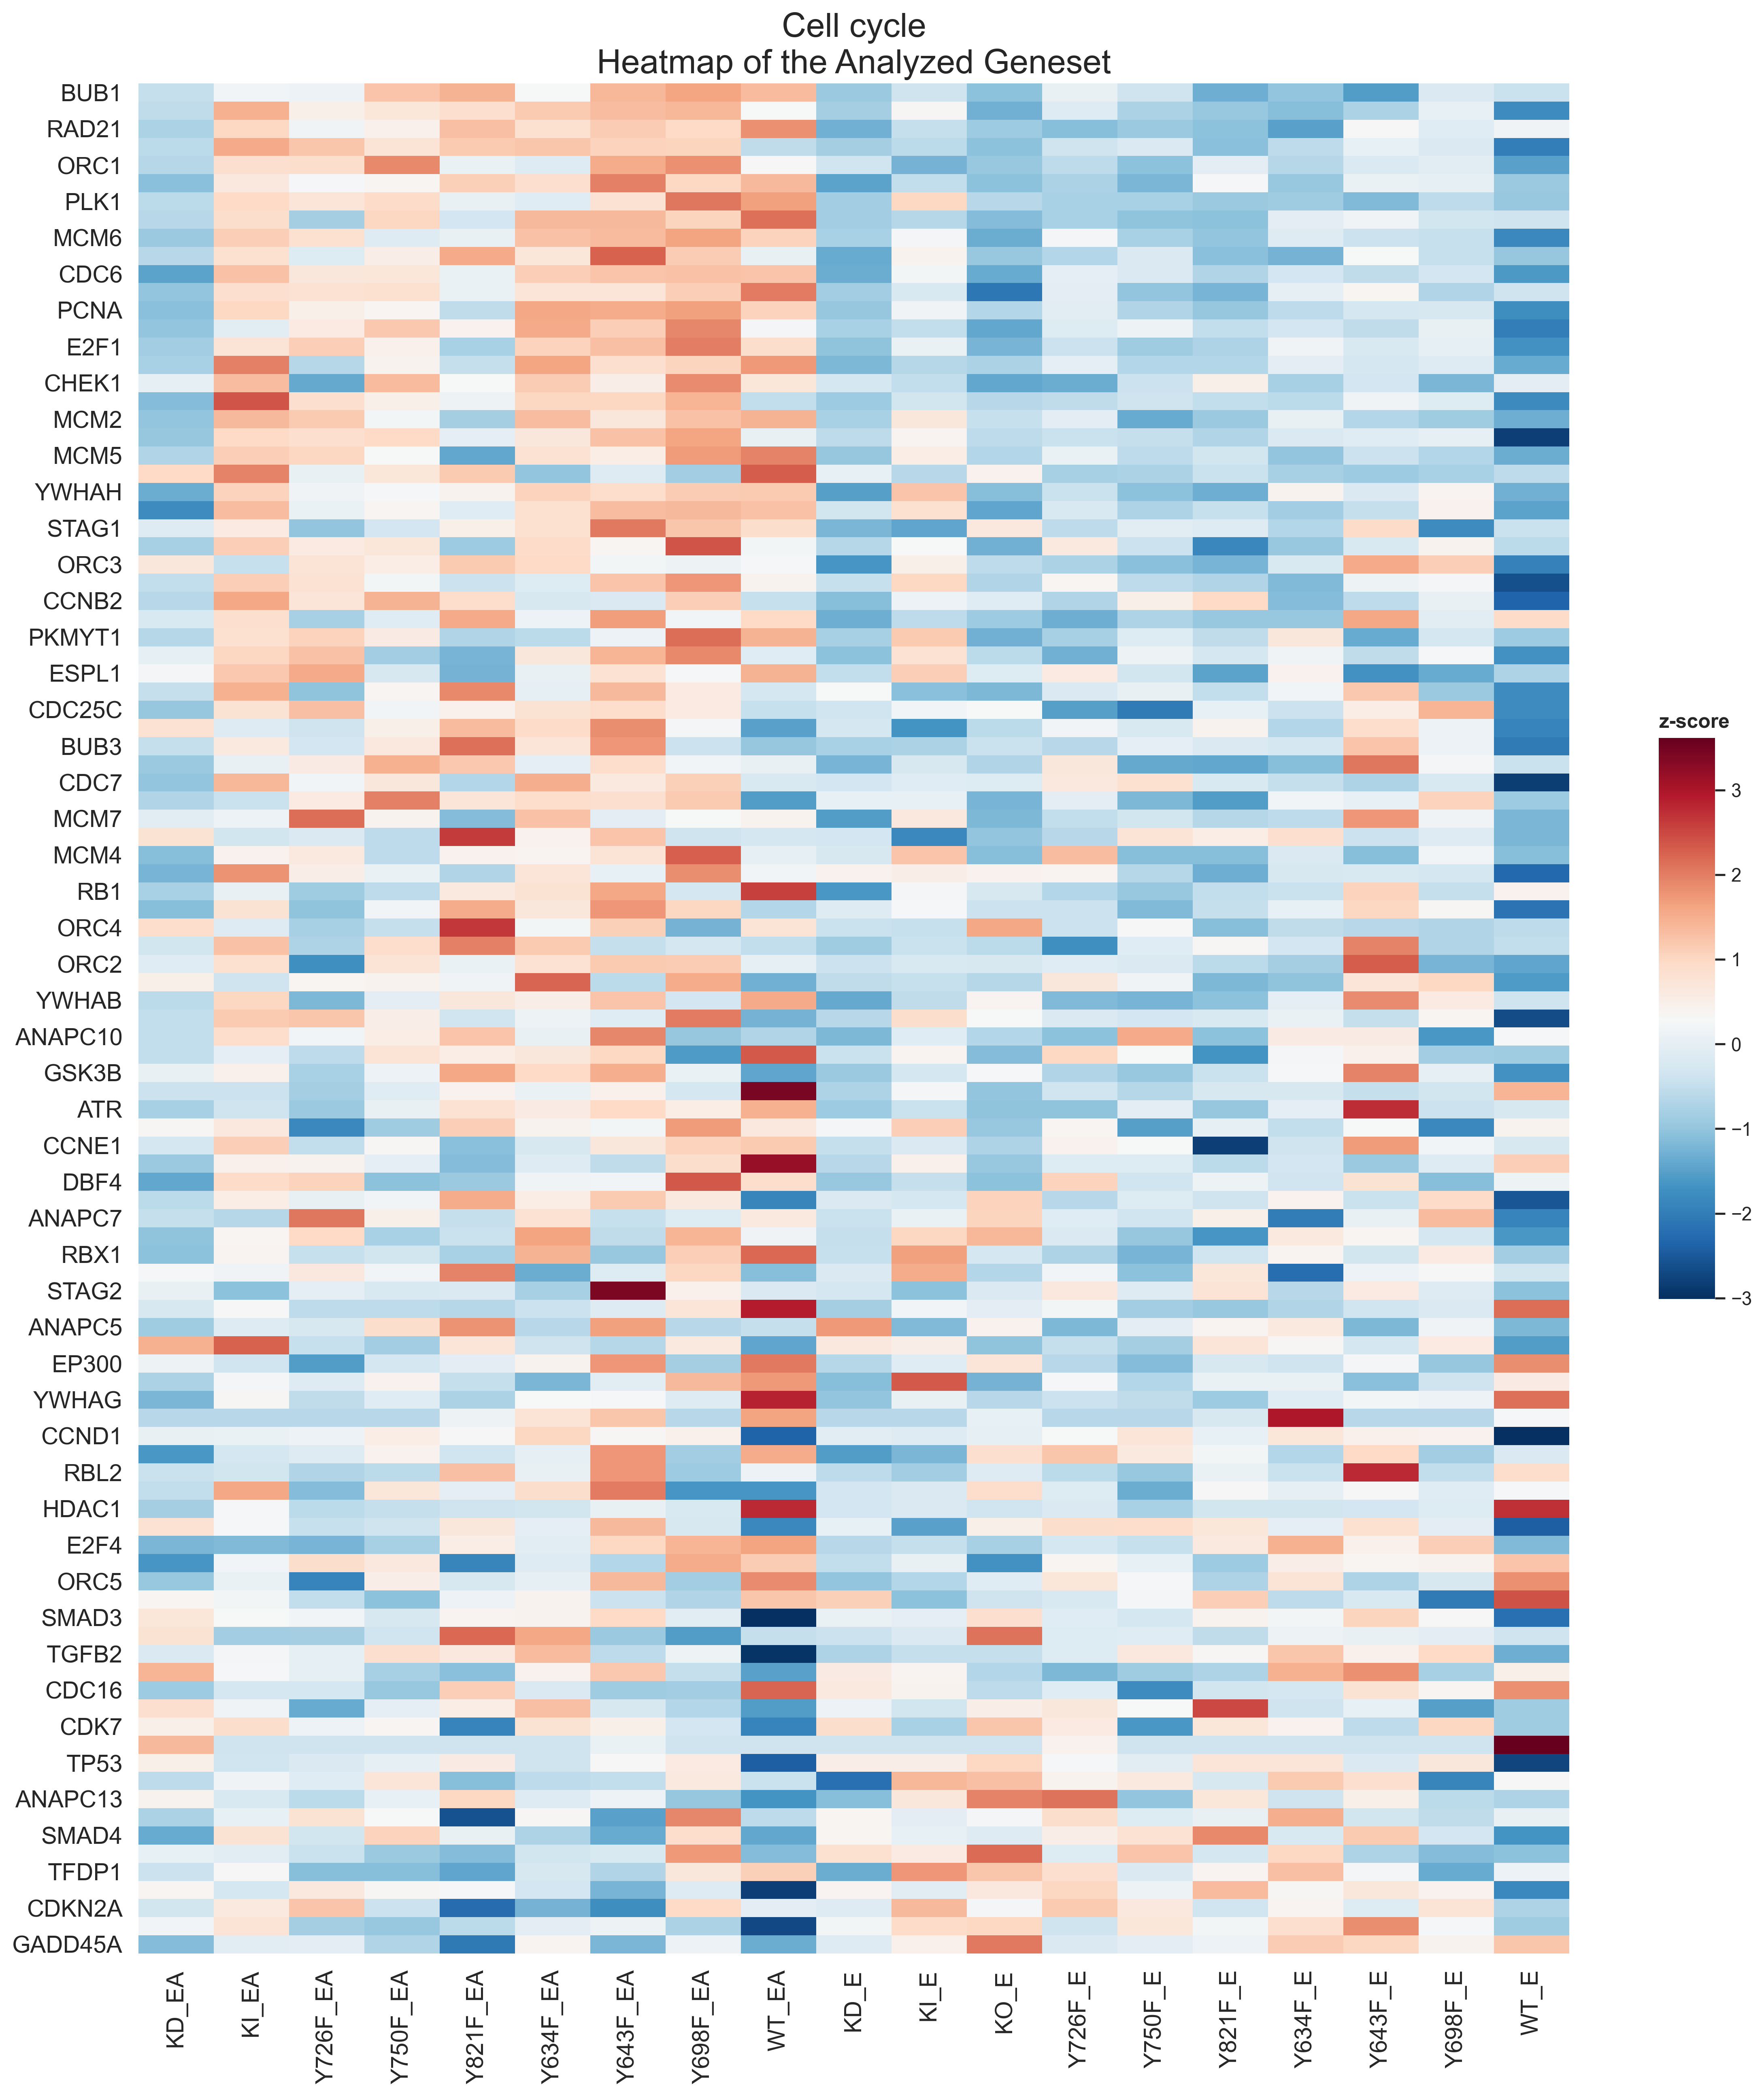 Cell cycle
Heatmap of the Analyzed Geneset
BUB1
RAD21
ORC1
PLK1
MCM6
CDC6
PCNA
E2F1
CHEK1
MCM2
MCM5
YWHAH
STAG1
ORC3
CCNB2
PKMYT1
ESPL1
CDC25C
BUB3
CDC7
MCM7
MCM4
RB1
ORC4
ORC2
YWHAB
ANAPC10
GSK3B
ATR
CCNE1
DBF4
ANAPC7
RBX1
STAG2
ANAPC5
EP300
YWHAG
CCND1
RBL2
HDAC1
E2F4
ORC5
SMAD3
TGFB2
CDC16
CDK7
TP53
ANAPC13
SMAD4
TFDP1
CDKN2A
GADD45A
KD_EA
KI_EA
Y726F_EA
Y750F_EA
Y821F_EA
Y634F_EA
Y643F_EA
Y698F_EA
WT_EA
KD_E
KI_E
KO_E
Y726F_E
Y750F_E
Y821F_E
Y634F_E
Y643F_E
Y698F_E
WT_E
z-score
3
2
1
0
−1
−2
−3